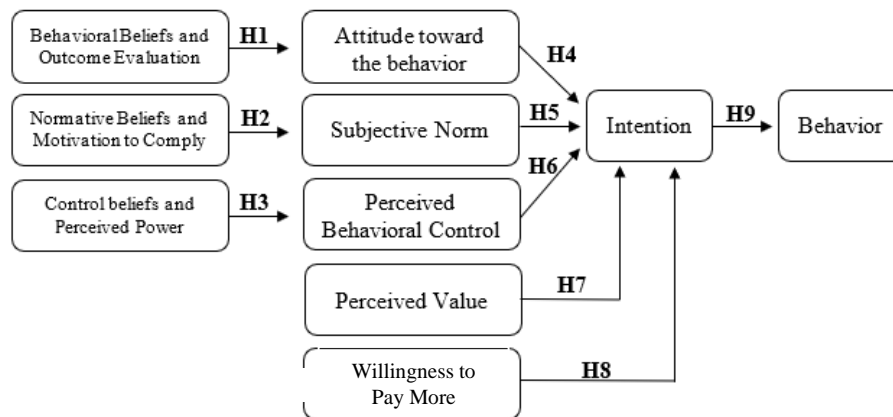 Behavioral Beliefs and
Outcome Evaluation
H1
Attitude toward
the behavior
H4
Normative Beliefs and
Motivation to Comply
H2
Subjective Norm
H5
Intention
H9
Behavior
Control beliefs and
Perceived Power
H3
Perceived
Behavioral Control
H6
Perceived Value
H7
Willingness to
Pay More
H8